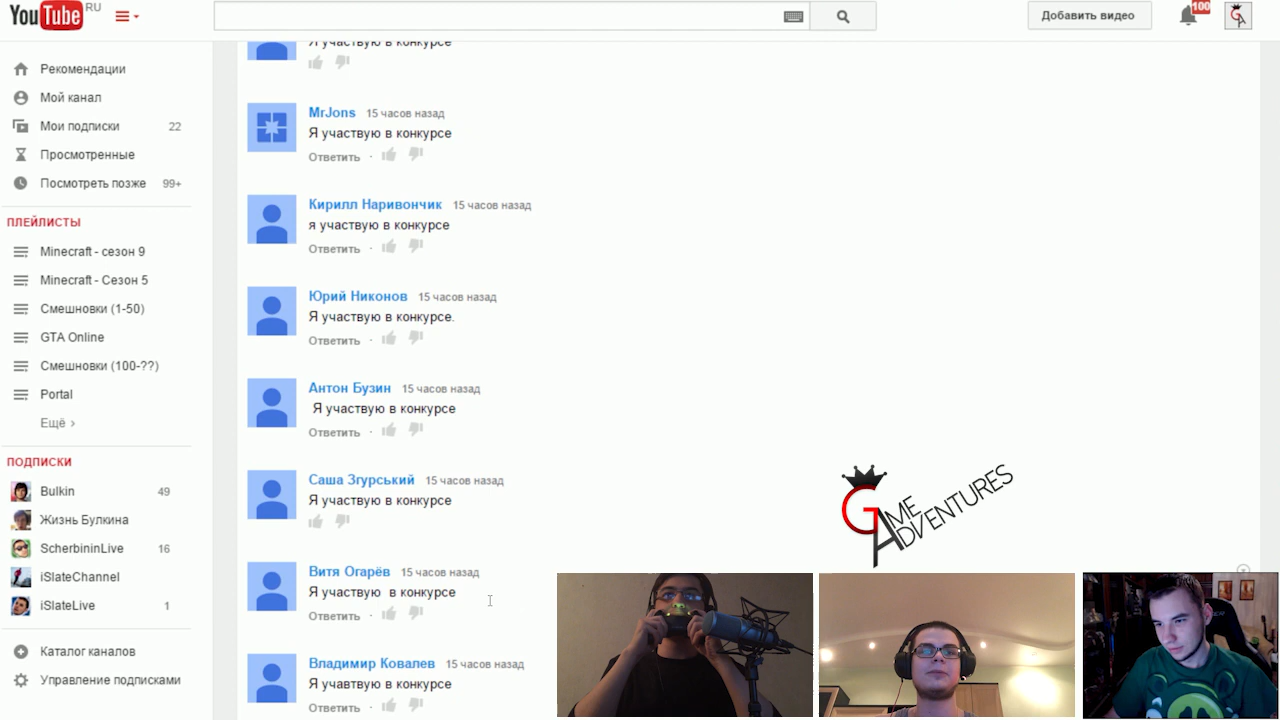 YouTube RU
Добавить видео
100
GA
Рекомендации
Мой канал
Мои подписки 22
Просмотренные
Посмотреть позже 99+
ПЛЕЙЛИСТЫ
Minecraft - сезон 9
Minecraft - Сезон 5
Смешновки (1-50)
GTA Online
Смешновки (100-??)
Portal
Ещё ›
ПОДПИСКИ
Bulkin 49
Жизнь Булкина
ScherbininLive 16
iSlateChannel
iSlateLive 1
Каталог каналов
Управление подписками
Я участвую в конкурсе
MrJons 15 часов назад
Я участвую в конкурсе
Ответить ·
Кирилл Наривончик 15 часов назад
я участвую в конкурсе
Ответить ·
Юрий Никонов 15 часов назад
Я участвую в конкурсе.
Ответить ·
Антон Бузин 15 часов назад
Я участвую в конкурсе
Ответить ·
Саша Згурський 15 часов назад
Я участвую в конкурсе
Витя Огарёв 15 часов назад
Я участвую  в конкурсе
Ответить ·
Владимир Ковалев 15 часов назад
Я учавтвую в конкурсе
Ответить ·
GAME
ADVENTURES